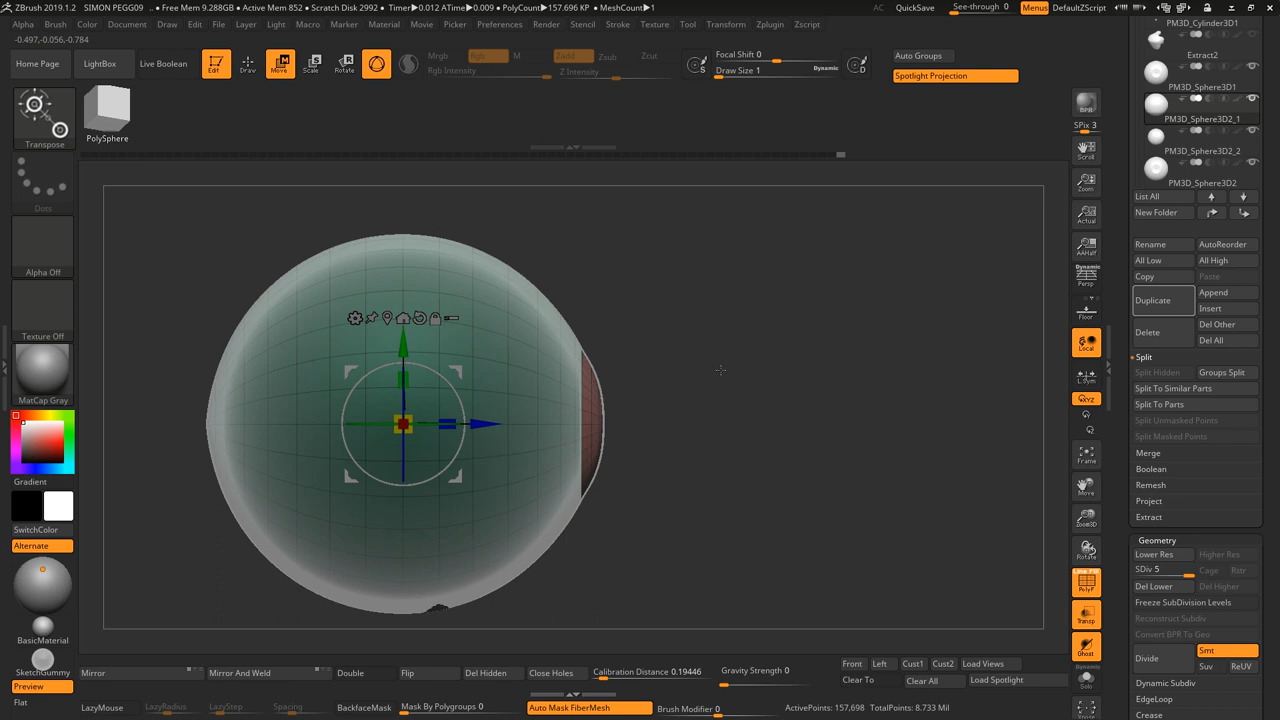 ZBrush 2019.1.2 SIMON PEGG09 ● Free Mem 9.288GB ● Active Mem 852 ● Scratch Disk 2992 ● Timer▶0.012 ATime▶0.009 ● PolyCount▶157.696 KP ● MeshCount▶1 AC QuickSave See-through 0 Menus DefaultZScript
Alpha Brush Color Document Draw Edit File Layer Light Macro Marker Material Movie Picker Preferences Render Stencil Stroke Texture Tool Transform Zplugin Zscript
-0.497,-0.056,-0.784
Home Page LightBox Live Boolean Edit Draw Move Scale Rotate
Mrgb Rgb M Zadd Zsub Zcut
Rgb Intensity Z Intensity
Focal Shift 0
Draw Size 1 Dynamic
S D
Auto Groups
Spotlight Projection
Transpose
PolySphere
Dots
Alpha Off
Texture Off
MatCap Gray
Gradient
SwitchColor
Alternate
BasicMaterial
SketchGummy
Preview
Flat
BPR
SPix 3
Scroll
Zoom
Actual
AAHalf
Dynamic
Persp
Floor
Local
L.Sym
XYZ
Frame
Move
Zoom3D
Rotate
Line Fill
PolyF
Transp
Ghost
Dynamic
Solo
Xpose
PM3D_Cylinder3D1
Extract2
PM3D_Sphere3D1
PM3D_Sphere3D2_1
PM3D_Sphere3D2_2
PM3D_Sphere3D2
List All
New Folder
Rename AutoReorder
All Low All High
Copy Paste
Duplicate Append
Insert
Delete Del Other
Del All
Split
Split Hidden Groups Split
Split To Similar Parts
Split To Parts
Split Unmasked Points
Split Masked Points
Merge
Boolean
Remesh
Project
Extract
Geometry
Lower Res Higher Res
SDiv 5 Cage Rstr
Del Lower Del Higher
Freeze SubDivision Levels
Reconstruct Subdiv
Convert BPR To Geo
Divide Smt
Suv ReUV
Dynamic Subdiv
EdgeLoop
Crease
Mirror Mirror And Weld Double Flip Del Hidden Close Holes Calibration Distance 0.19446 Gravity Strength 0
Front Left Cust1 Cust2 Load Views
Clear To Clear All Load Spotlight
LazyMouse LazyRadius LazyStep Spacing BackfaceMask Mask By Polygroups 0 Auto Mask FiberMesh Brush Modifier 0 ActivePoints: 157,698 TotalPoints: 8.733 Mil